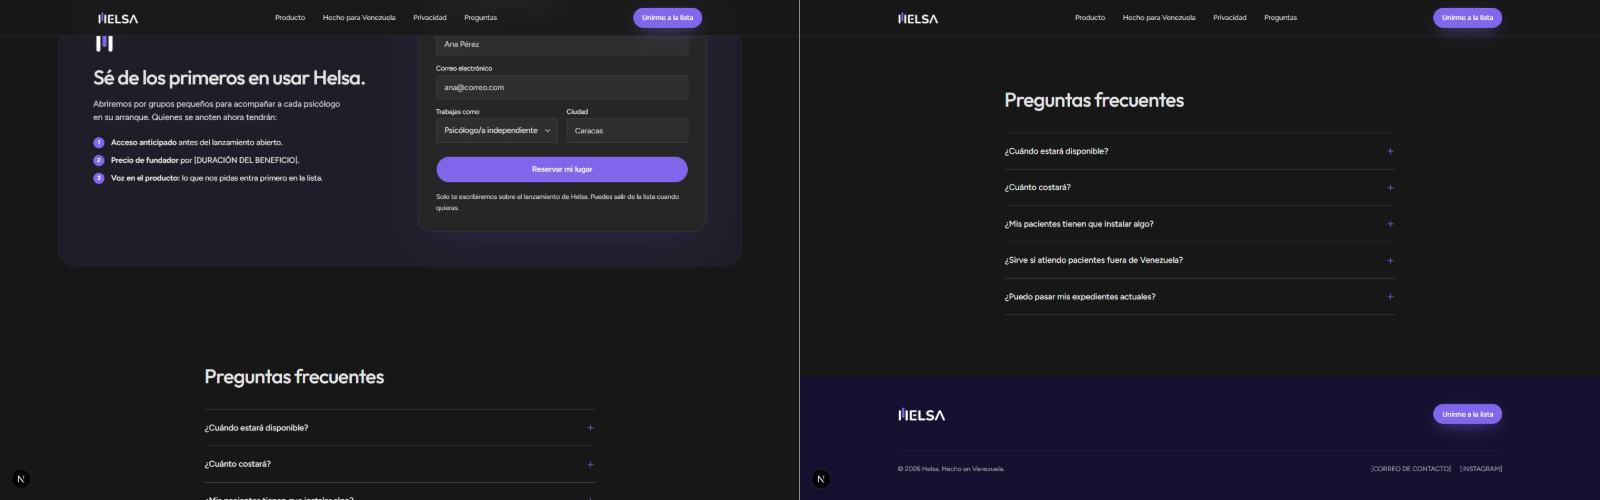 HELSA
Producto
Hecho para Venezuela
Privacidad
Preguntas
Unirme a la lista
Sé de los primeros en usar Helsa.
Abriremos por grupos pequeños para acompañar a cada psicólogo
en su arranque. Quienes se anoten ahora tendrán:
1 Acceso anticipado antes del lanzamiento abierto.
2 Precio de fundador por [DURACIÓN DEL BENEFICIO].
3 Voz en el producto: lo que nos pidas entra primero en la lista.
Ana Pérez
Correo electrónico
ana@correo.com
Trabajas como
Ciudad
Psicólogo/a independiente
Caracas
Reservar mi lugar
Solo te escribiremos sobre el lanzamiento de Helsa. Puedes salir de la lista cuando
quieras.
Preguntas frecuentes
¿Cuándo estará disponible?
+
¿Cuánto costará?
+
¿Mis pacientes tienen que instalar algo?
N
HELSA
Producto
Hecho para Venezuela
Privacidad
Preguntas
Unirme a la lista
Preguntas frecuentes
¿Cuándo estará disponible?
+
¿Cuánto costará?
+
¿Mis pacientes tienen que instalar algo?
+
¿Sirve si atiendo pacientes fuera de Venezuela?
+
¿Puedo pasar mis expedientes actuales?
+
HELSA
Unirme a la lista
© 2026 Helsa. Hecho en Venezuela.
[CORREO DE CONTACTO]
[INSTAGRAM]
N